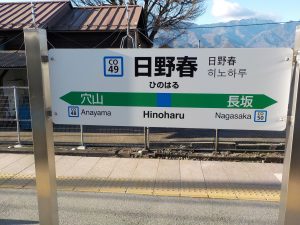 CO
49
日野春
ひのはる
日野春
히노하루
穴山
長坂
CO
48
Anayama
Hinoharu
Nagasaka
CO
50